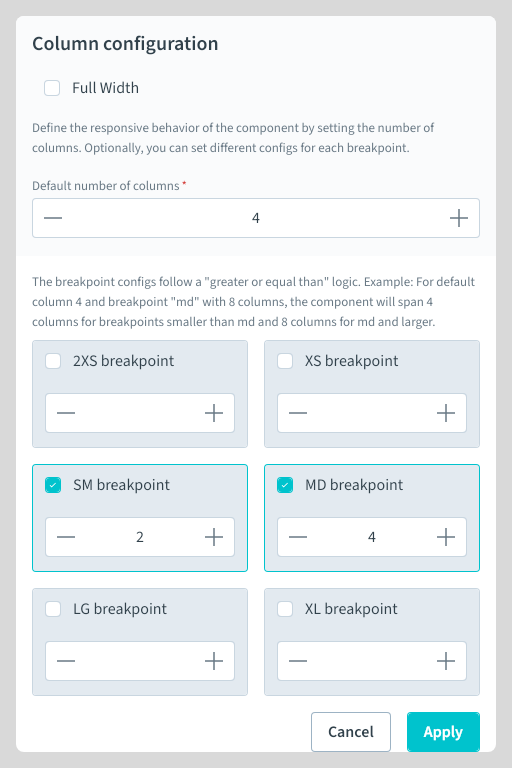 Column configuration
Full Width
Define the responsive behavior of the component by setting the number of
columns. Optionally, you can set different configs for each breakpoint.
Default number of columns *
4
The breakpoint configs follow a "greater or equal than" logic. Example: For default
column 4 and breakpoint "md" with 8 columns, the component will span 4
columns for breakpoints smaller than md and 8 columns for md and larger.
2XS breakpoint
XS breakpoint
SM breakpoint
2
MD breakpoint
4
LG breakpoint
XL breakpoint
Cancel
Apply